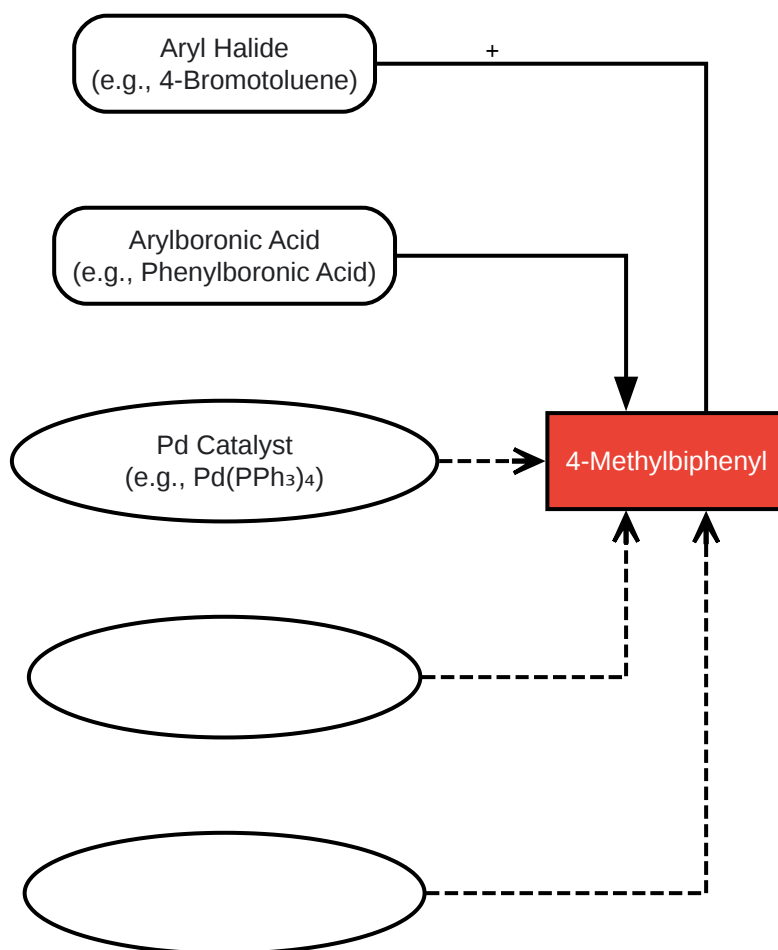 Aryl Halide
(e.g., 4-Bromotoluene)
+
Arylboronic Acid
(e.g., Phenylboronic Acid)
Pd Catalyst
(e.g., Pd(PPh₃)₄)
4-Methylbiphenyl